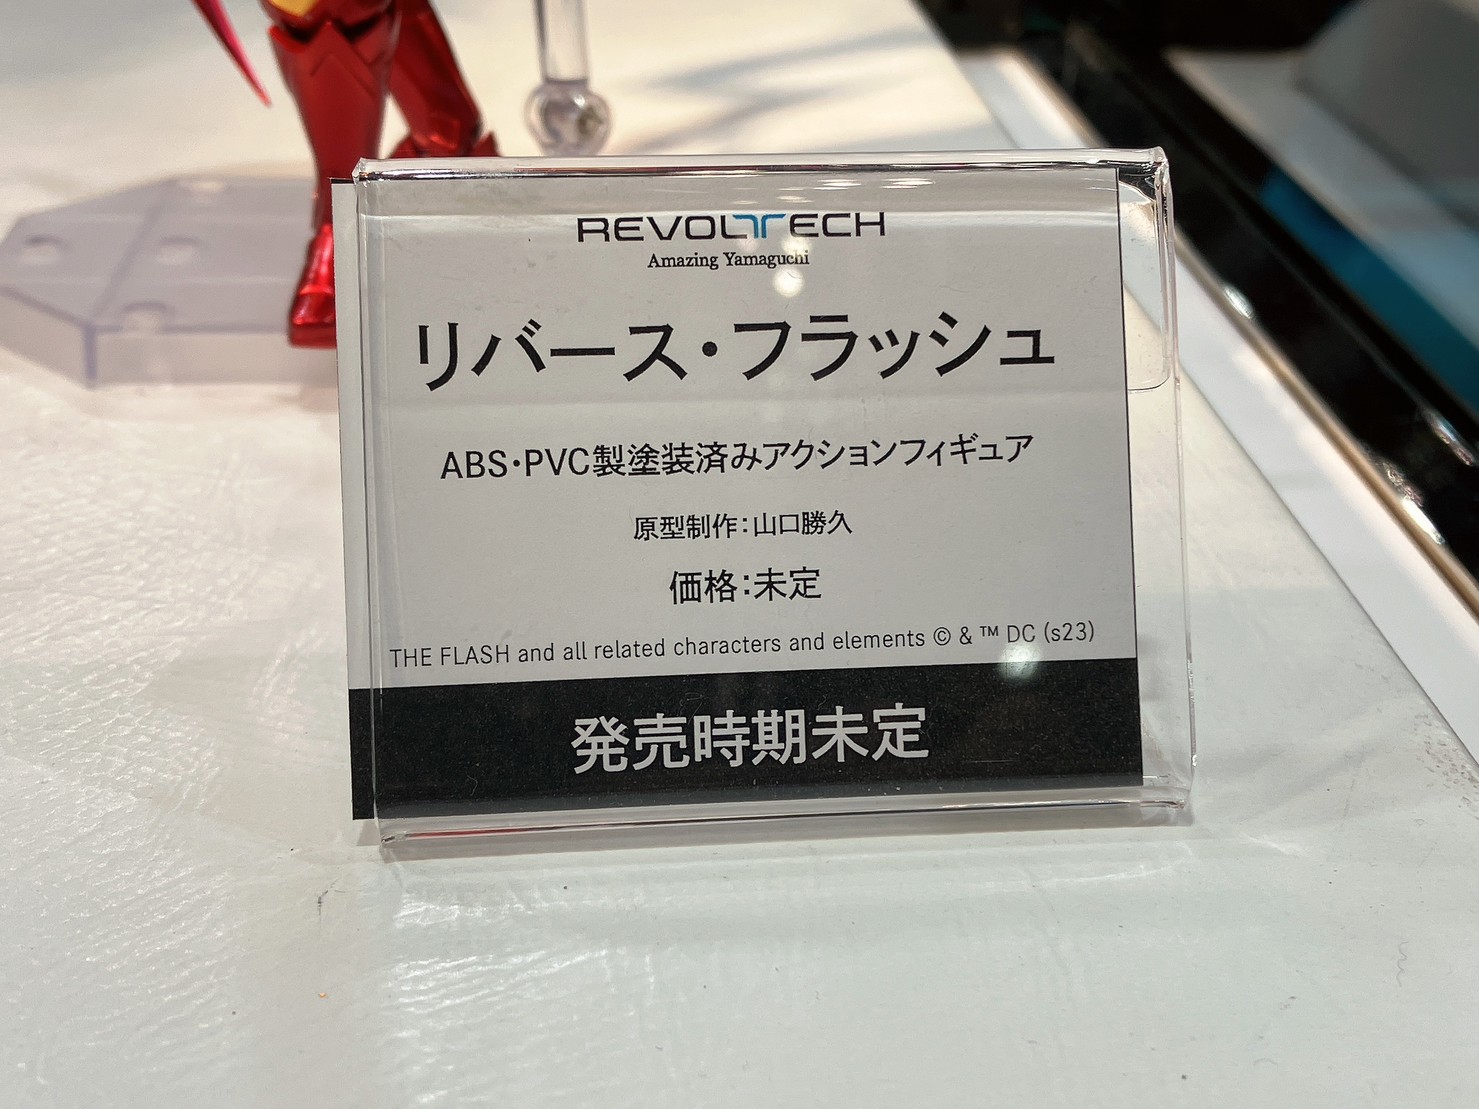 REVOLTECH
Amazing Yamaguchi
リバース・フラッシュ
ABS・PVC製塗装済みアクションフィギュア
原型制作：山口勝久
価格：未定
THE FLASH and all related characters and elements © & ™ DC (s23)
発売時期未定